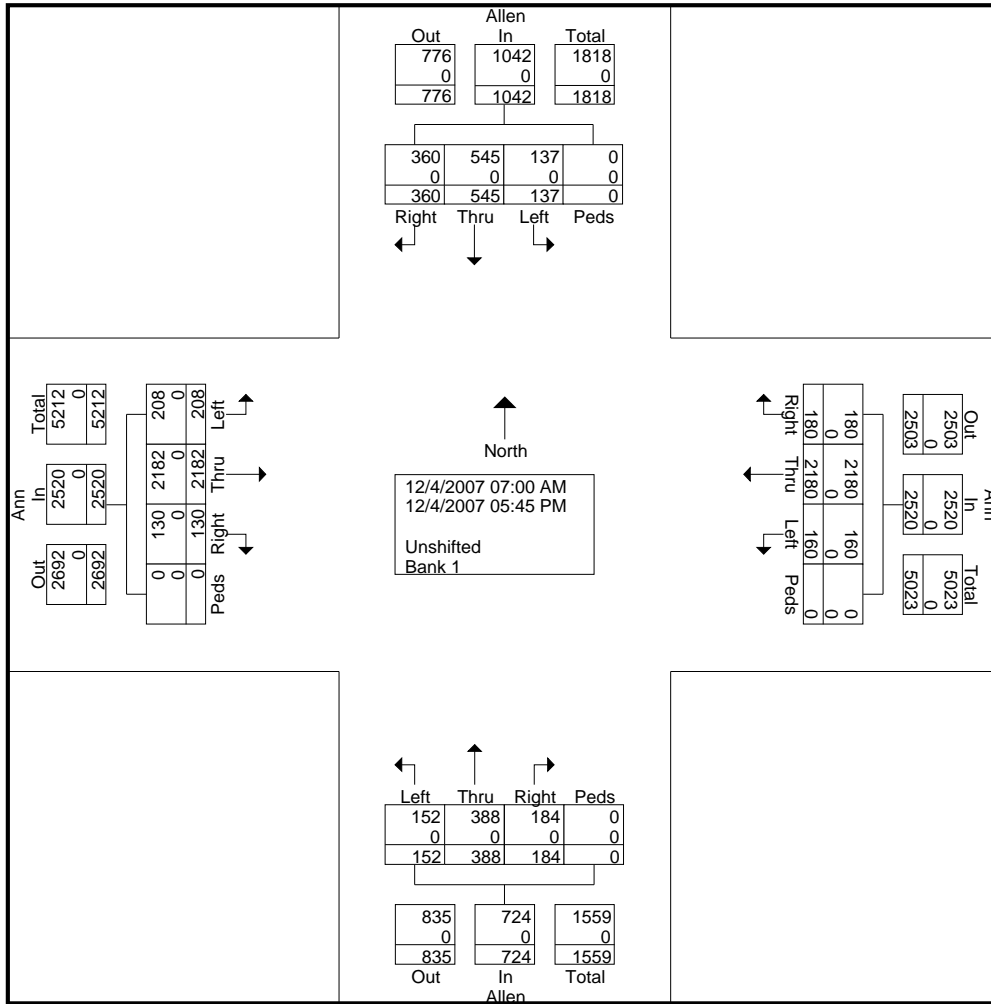 Allen
Out In Total
776 1042 1818
0 0 0
776 1042 1818
360 545 137 0
0 0 0 0
360 545 137 0
Right Thru Left Peds
Ann
Total In Out
5212 2520 2692
0 0 0
5212 2520 2692
208 2182 130 0
0 0 0 0
208 2182 130 0
Left Thru Right Peds
North
12/4/2007 07:00 AM
12/4/2007 05:45 PM
Unshifted
Bank 1
Right Thru Left Peds
180 2180 160 0
0 0 0 0
180 2180 160 0
2503 2520 5023
0 0 0
2503 2520 5023
Out In Total
Ann
Left Thru Right Peds
152 388 184 0
0 0 0 0
152 388 184 0
835 724 1559
0 0 0
835 724 1559
Out In Total
Allen